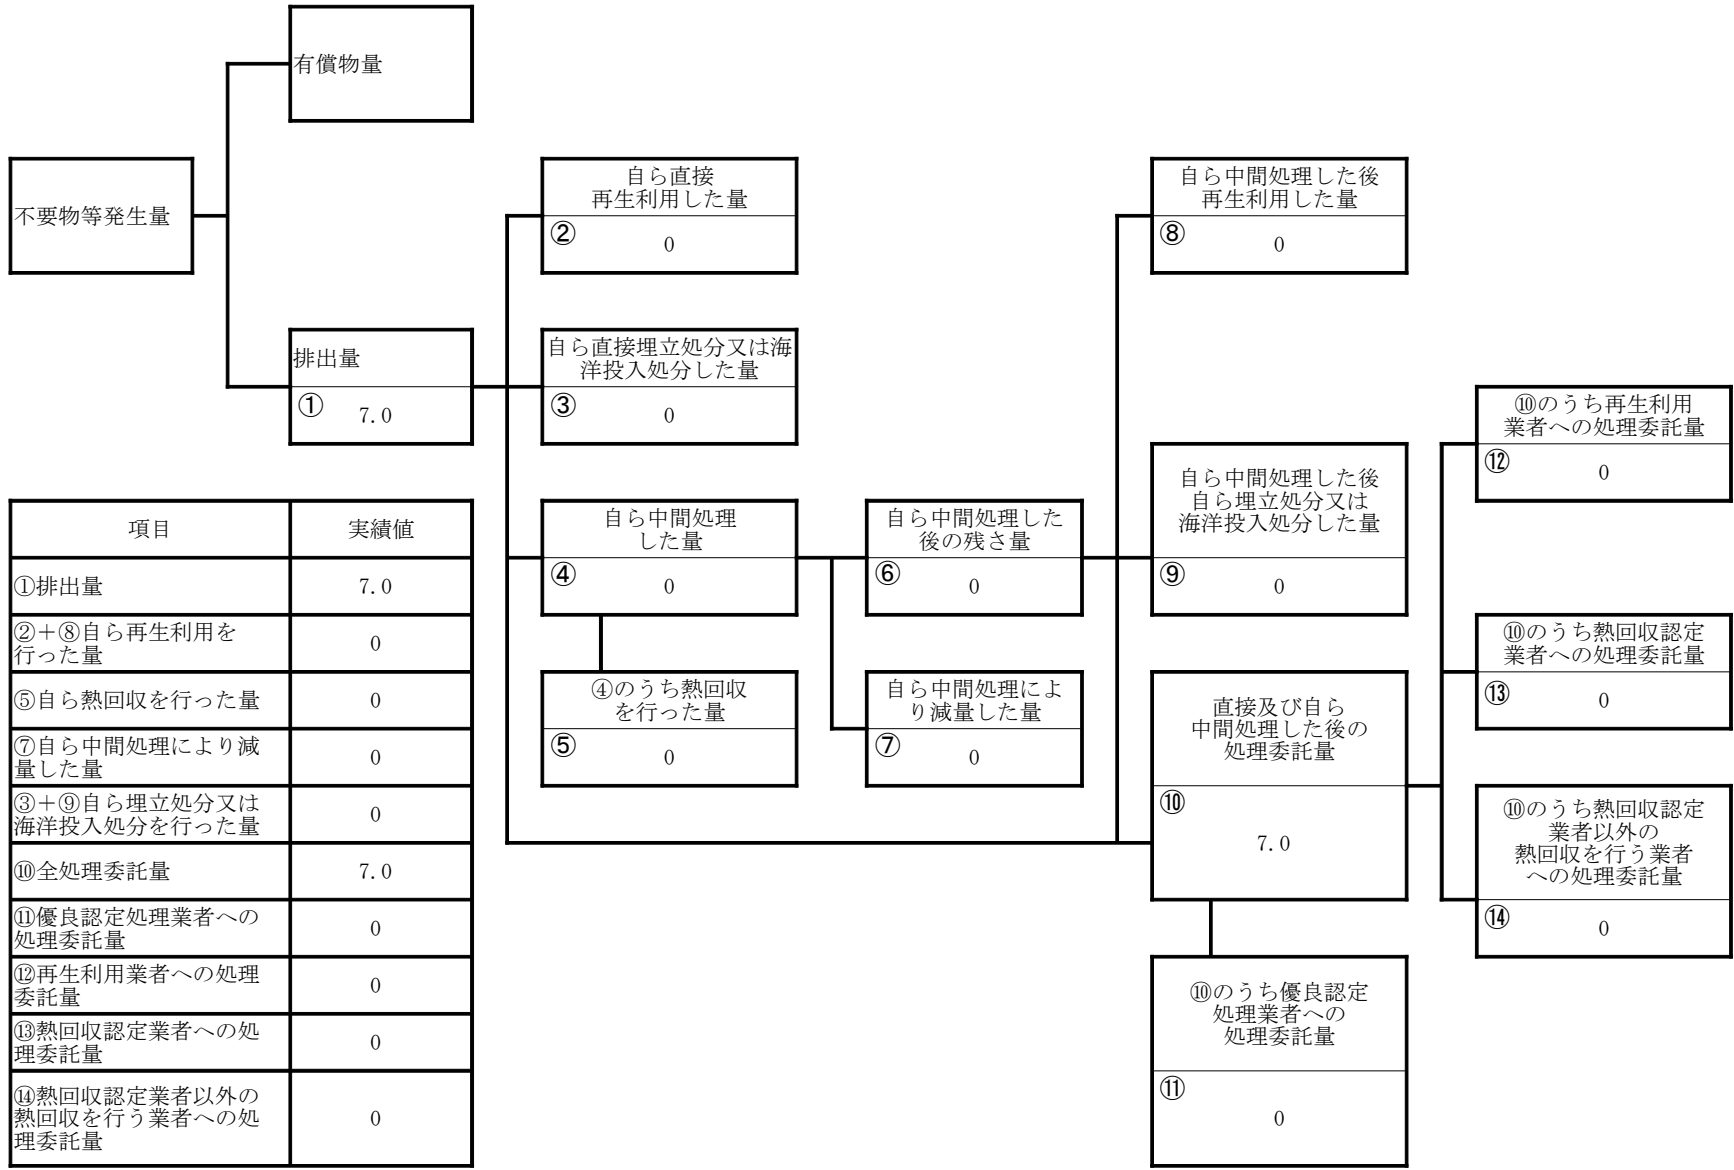 有償物量
不要物等発生量
自ら直接
再生利用した量
②
0
自ら中間処理した後
再生利用した量
⑧
0
排出量
①
7.0
自ら直接埋立処分又は海
洋投入処分した量
③
0
⑩のうち再生利用
業者への処理委託量
⑫
0
自ら中間処理
した量
④
0
自ら中間処理した
後の残さ量
⑥
0
自ら中間処理した後
自ら埋立処分又は
海洋投入処分した量
⑨
0
⑩のうち熱回収認定
業者への処理委託量
⑬
0
④のうち熱回収
を行った量
⑤
0
自ら中間処理によ
り減量した量
⑦
0
直接及び自ら
中間処理した後の
処理委託量
⑩
7.0
⑩のうち熱回収認定
業者以外の
熱回収を行う業者
への処理委託量
⑭
0
⑩のうち優良認定
処理業者への
処理委託量
⑪
0
項目 実績値
①排出量 7.0
②＋⑧自ら再生利用を
行った量 0
⑤自ら熱回収を行った量 0
⑦自ら中間処理により減
量した量 0
③＋⑨自ら埋立処分又は
海洋投入処分を行った量 0
⑩全処理委託量 7.0
⑪優良認定処理業者への
処理委託量 0
⑫再生利用業者への処理
委託量 0
⑬熱回収認定業者への処
理委託量 0
⑭熱回収認定業者以外の
熱回収を行う業者への処
理委託量 0